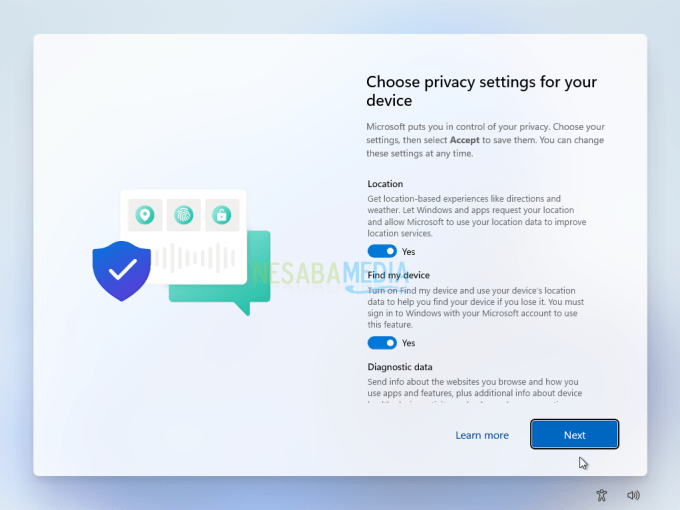 Choose privacy settings for your
device
Microsoft puts you in control of your privacy. Choose your
settings, then select Accept to save them. You can change
these settings at any time.
Location
Get location-based experiences like directions and
weather. Let Windows and apps request your location
and allow Microsoft to use your location data to improve
location services.
Yes
NESABAMEDIA
Find my device
Turn on Find my device and use your device's location
data to help you find your device if you lose it. You must
sign in to Windows with your Microsoft account to use
this feature.
Yes
Diagnostic data
Send info about the websites you browse and how you
use apps and features, plus additional info about device
Learn more
Next